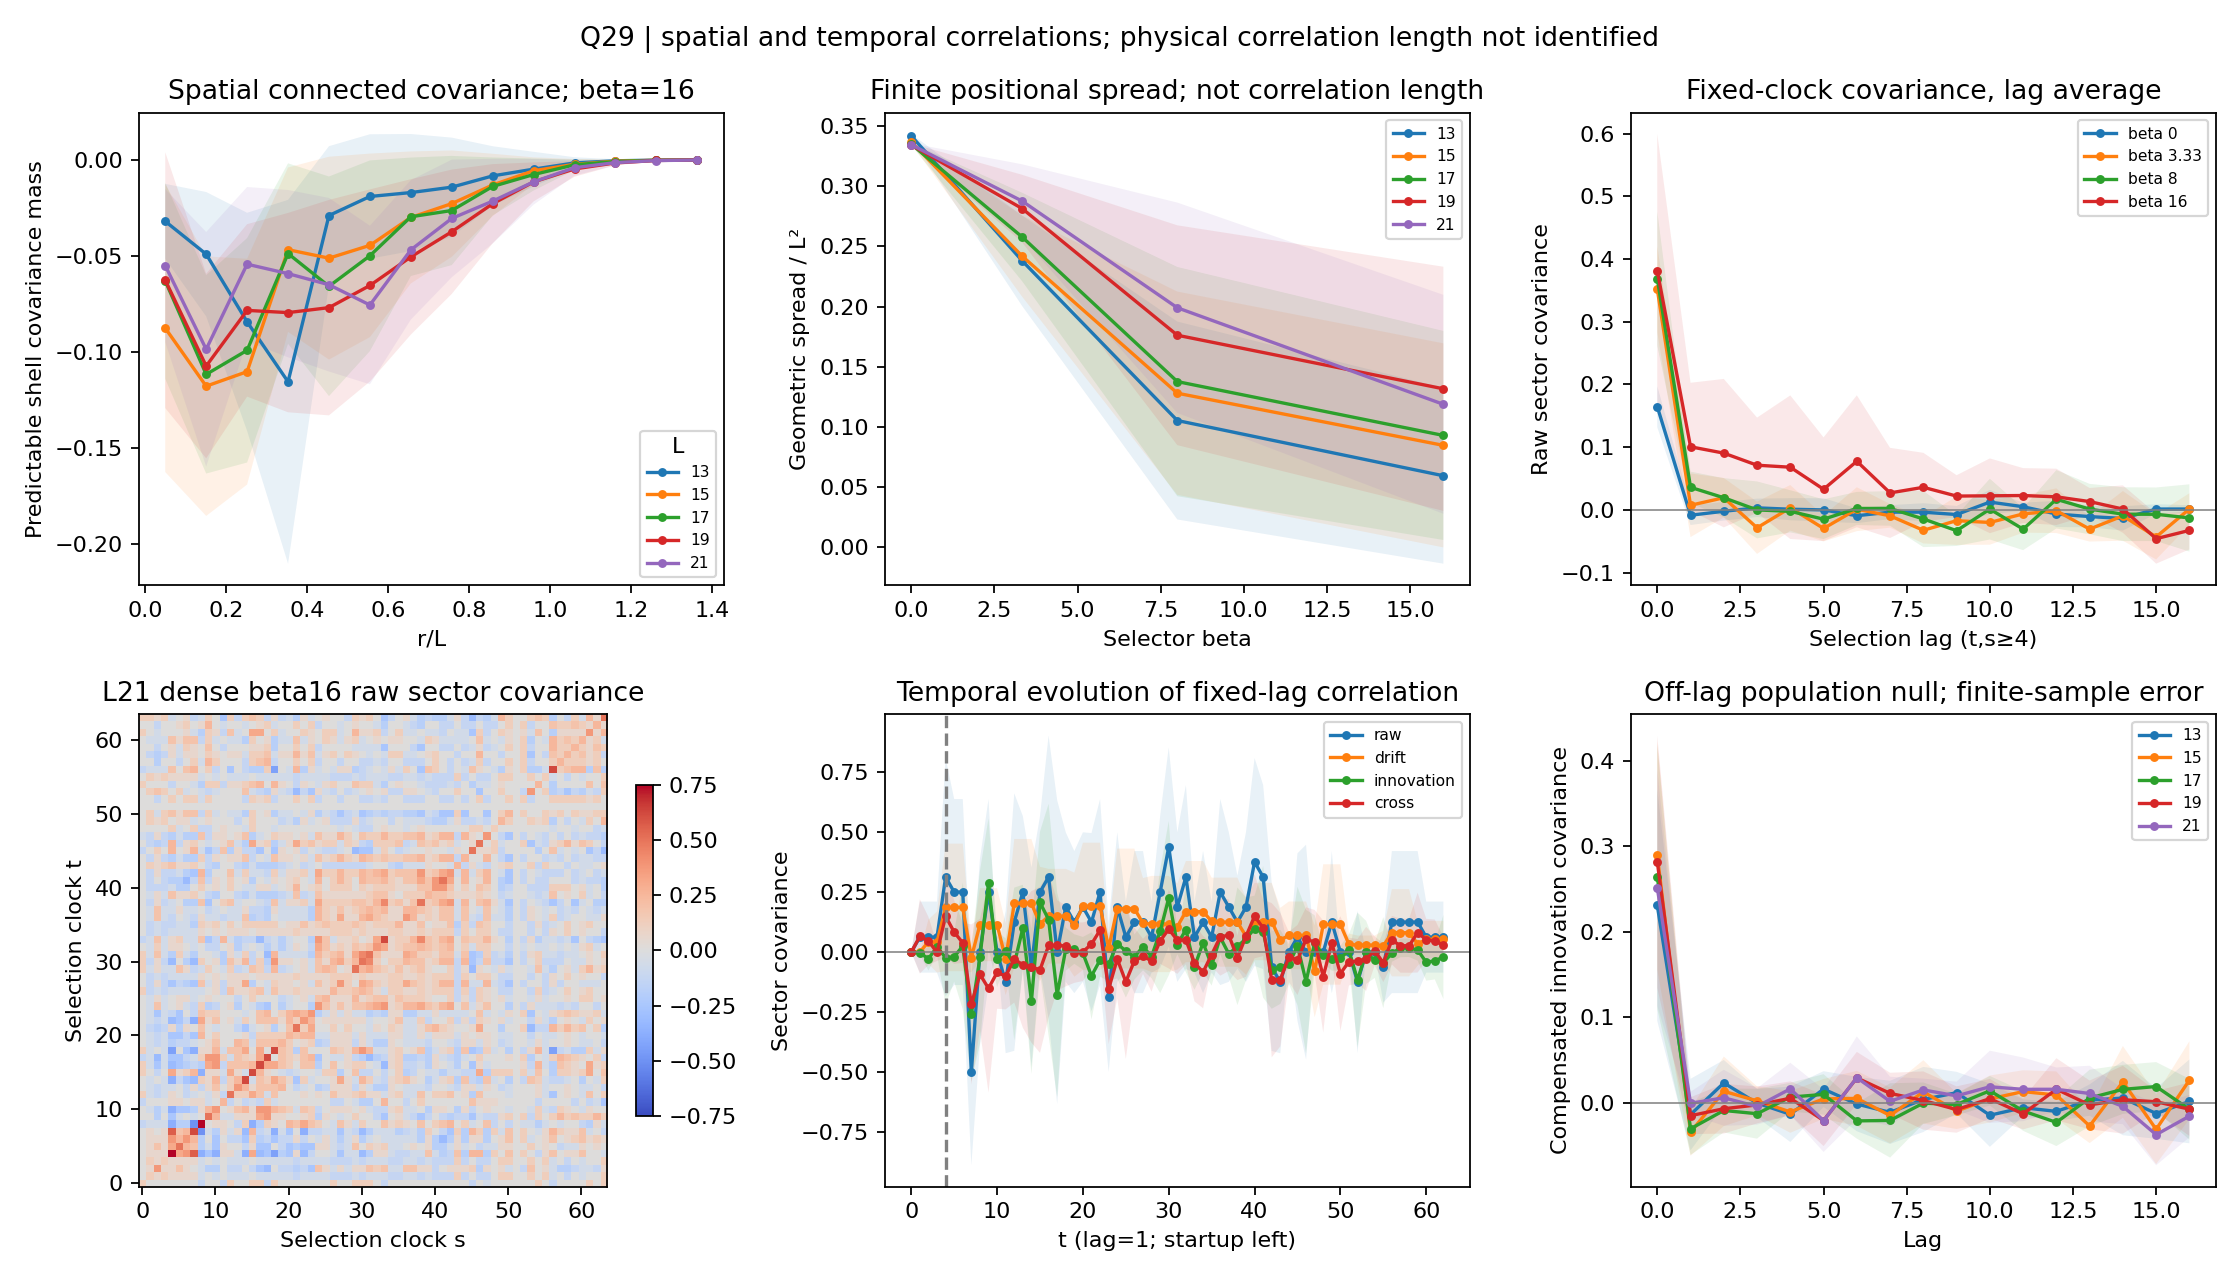 Q29 | spatial and temporal correlations; physical correlation length not identified
Spatial connected covariance; beta=16
Predictable shell covariance mass
0.00
−0.05
−0.10
−0.15
−0.20
0.0 0.2 0.4 0.6 0.8 1.0 1.2 1.4
r/L
L
13
15
17
19
21
Finite positional spread; not correlation length
Geometric spread / L²
0.35
0.30
0.25
0.20
0.15
0.10
0.05
0.00
0.0 2.5 5.0 7.5 10.0 12.5 15.0
Selector beta
13
15
17
19
21
Fixed-clock covariance, lag average
Raw sector covariance
0.6
0.5
0.4
0.3
0.2
0.1
0.0
−0.1
0.0 2.5 5.0 7.5 10.0 12.5 15.0
Selection lag (t,s≥4)
beta 0
beta 3.33
beta 8
beta 16
L21 dense beta16 raw sector covariance
Selection clock t
60
50
40
30
20
10
0
0 10 20 30 40 50 60
Selection clock s
0.75
0.50
0.25
0.00
−0.25
−0.50
−0.75
Temporal evolution of fixed-lag correlation
Sector covariance
0.75
0.50
0.25
0.00
−0.25
−0.50
−0.75
0 10 20 30 40 50 60
t (lag=1; startup left)
raw
drift
innovation
cross
Off-lag population null; finite-sample error
Compensated innovation covariance
0.4
0.3
0.2
0.1
0.0
0.0 2.5 5.0 7.5 10.0 12.5 15.0
Lag
13
15
17
19
21